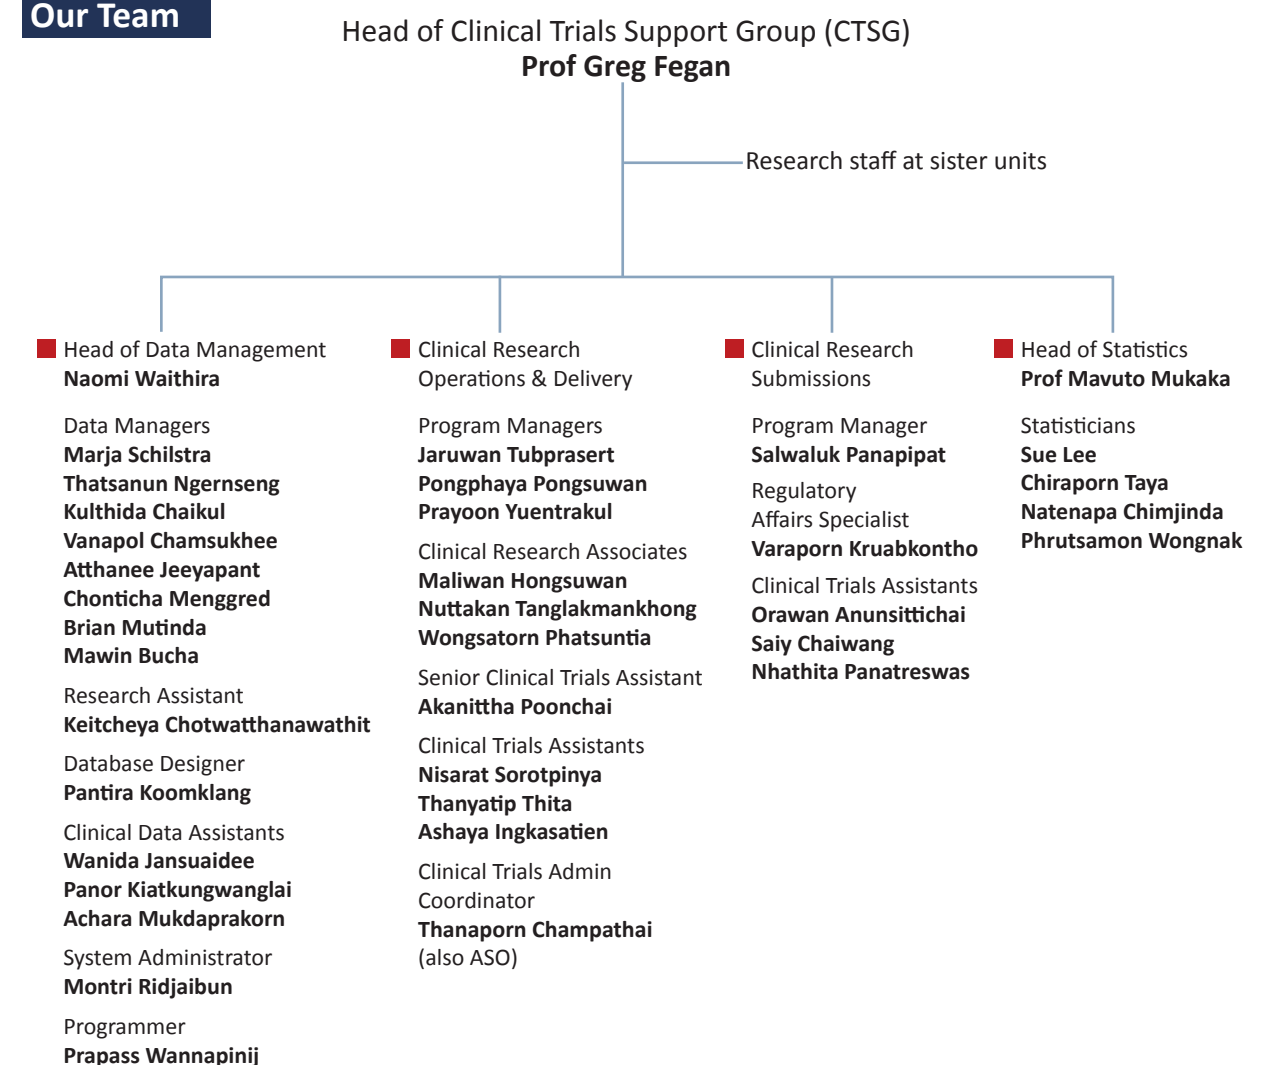 Our Team
Head of Clinical Trials Support Group (CTSG)
Prof Greg Fegan
Research staff at sister units
Head of Data Management
Naomi Waithira
Data Managers
Marja Schilstra
Thatsanun Ngernseng
Kulthida Chaikul
Vanapol Chamsukhee
Atthanee Jeeyapant
Chonticha Menggred
Brian Mutinda
Mawin Bucha
Research Assistant
Keitcheya Chotwatthanawathit
Database Designer
Pantira Koomklang
Clinical Data Assistants
Wanida Jansuaidee
Panor Kiatkungwanglai
Achara Mukdaprakorn
System Administrator
Montri Ridjaibun
Programmer
Prapass Wannapinij
Clinical Research
Operations & Delivery
Program Managers
Jaruwan Tubprasert
Pongphaya Pongsuwan
Prayoon Yuentrakul
Clinical Research Associates
Maliwan Hongsuwan
Nuttakan Tanglakmankhong
Wongsatorn Phatsuntia
Senior Clinical Trials Assistant
Akanittha Poonchai
Clinical Trials Assistants
Nisarat Sorotpinya
Thanyatip Thita
Ashaya Ingkasatien
Clinical Trials Admin
Coordinator
Thanaporn Champathai
(also ASO)
Clinical Research
Submissions
Program Manager
Salwaluk Panapipat
Regulatory
Affairs Specialist
Varaporn Kruabkontho
Clinical Trials Assistants
Orawan Anunsittichai
Saiy Chaiwang
Nhathita Panatreswas
Head of Statistics
Prof Mavuto Mukaka
Statisticians
Sue Lee
Chiraporn Taya
Natenapa Chimjinda
Phrutsamon Wongnak